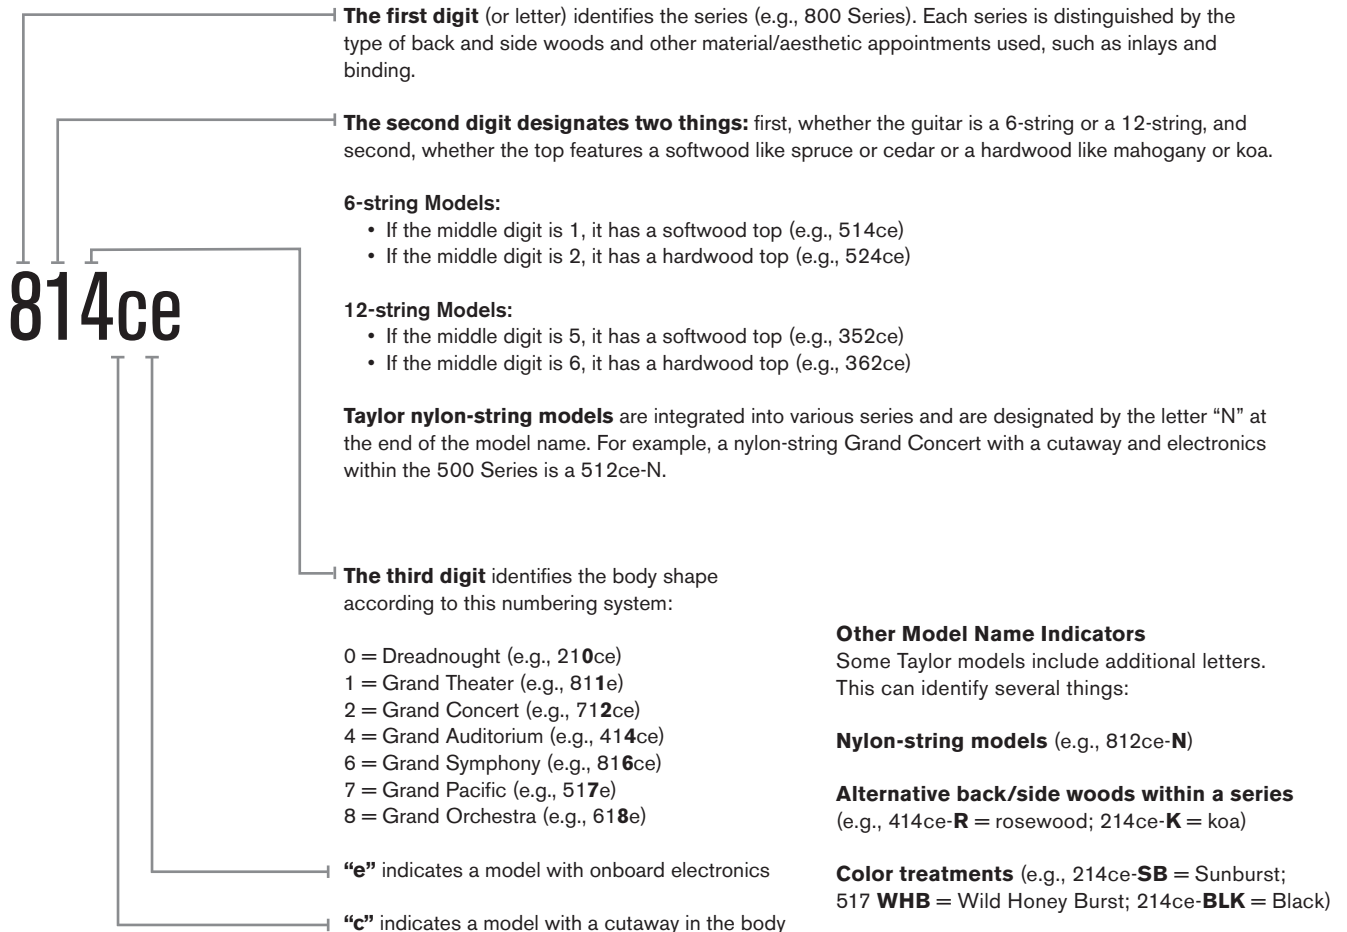 The first digit (or letter) identifies the series (e.g., 800 Series). Each series is distinguished by the
type of back and side woods and other material/aesthetic appointments used, such as inlays and
binding.
The second digit designates two things: first, whether the guitar is a 6-string or a 12-string, and
second, whether the top features a softwood like spruce or cedar or a hardwood like mahogany or koa.
6-string Models:
• If the middle digit is 1, it has a softwood top (e.g., 514ce)
• If the middle digit is 2, it has a hardwood top (e.g., 524ce)
814ce
12-string Models:
• If the middle digit is 5, it has a softwood top (e.g., 352ce)
• If the middle digit is 6, it has a hardwood top (e.g., 362ce)
Taylor nylon-string models are integrated into various series and are designated by the letter “N” at
the end of the model name. For example, a nylon-string Grand Concert with a cutaway and electronics
within the 500 Series is a 512ce-N.
The third digit identifies the body shape
according to this numbering system:
0 = Dreadnought (e.g., 210ce)
1 = Grand Theater (e.g., 811e)
2 = Grand Concert (e.g., 712ce)
4 = Grand Auditorium (e.g., 414ce)
6 = Grand Symphony (e.g., 816ce)
7 = Grand Pacific (e.g., 517e)
8 = Grand Orchestra (e.g., 618e)
“e” indicates a model with onboard electronics
“c” indicates a model with a cutaway in the body
Other Model Name Indicators
Some Taylor models include additional letters.
This can identify several things:
Nylon-string models (e.g., 812ce-N)
Alternative back/side woods within a series
(e.g., 414ce-R = rosewood; 214ce-K = koa)
Color treatments (e.g., 214ce-SB = Sunburst;
517 WHB = Wild Honey Burst; 214ce-BLK = Black)